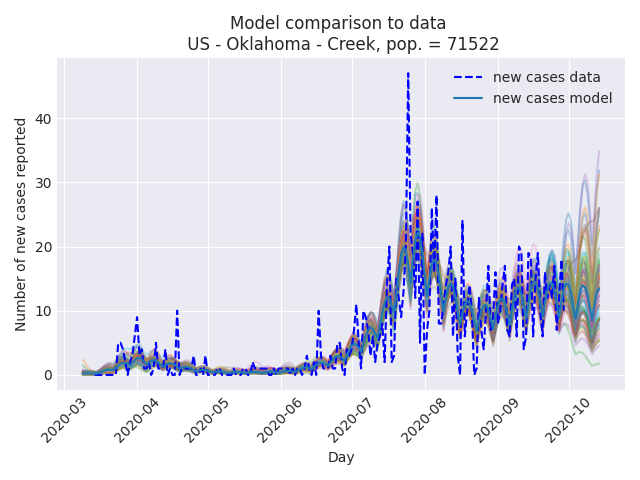 Model comparison to data
US - Oklahoma - Creek, pop. = 71522
new cases data
new cases model
Number of new cases reported
40
30
20
10
0
2020-03
2020-04
2020-05
2020-06
2020-07
2020-08
2020-09
2020-10
Day